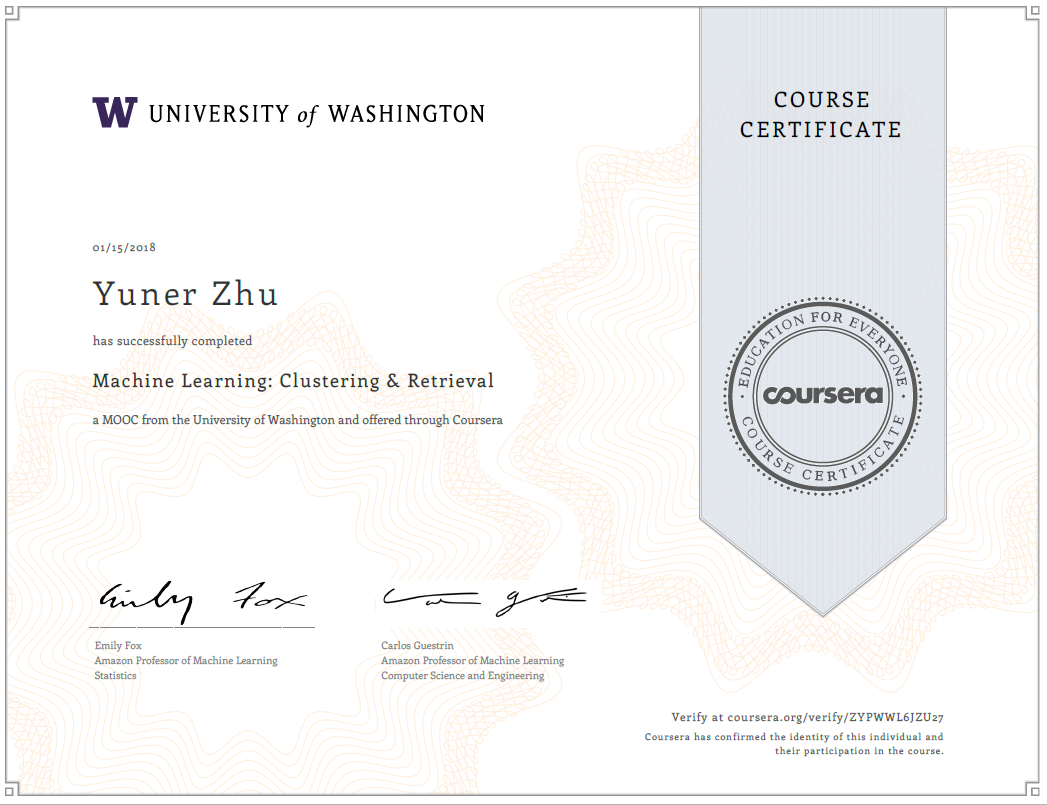 W UNIVERSITY of WASHINGTON
COURSE
CERTIFICATE
01/15/2018
Yuner Zhu
has successfully completed
Machine Learning: Clustering & Retrieval
a MOOC from the University of Washington and offered through Coursera
EDUCATION FOR EVERYONE
coursera
COURSE CERTIFICATE
Emily Fox
Emily Fox
Amazon Professor of Machine Learning
Statistics
Carlos Guestrin
Amazon Professor of Machine Learning
Computer Science and Engineering
Verify at coursera.org/verify/ZYPWWL6JZU27
Coursera has confirmed the identity of this individual and
their participation in the course.